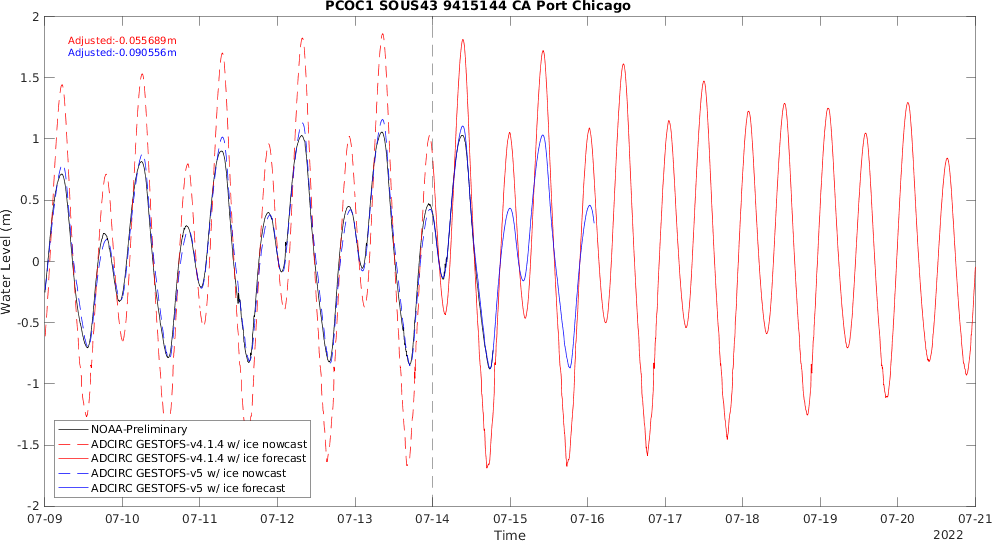 PCOC1 SOUS43 9415144 CA Port Chicago
Adjusted:-0.055689m
Adjusted:-0.090556m
Water Level (m)
2
1.5
1
0.5
0
-0.5
-1
-1.5
-2
NOAA-Preliminary
ADCIRC GESTOFS-v4.1.4 w/ ice nowcast
ADCIRC GESTOFS-v4.1.4 w/ ice forecast
ADCIRC GESTOFS-v5 w/ ice nowcast
ADCIRC GESTOFS-v5 w/ ice forecast
07-09 07-10 07-11 07-12 07-13 07-14 07-15 07-16 07-17 07-18 07-19 07-20 07-21
Time
2022